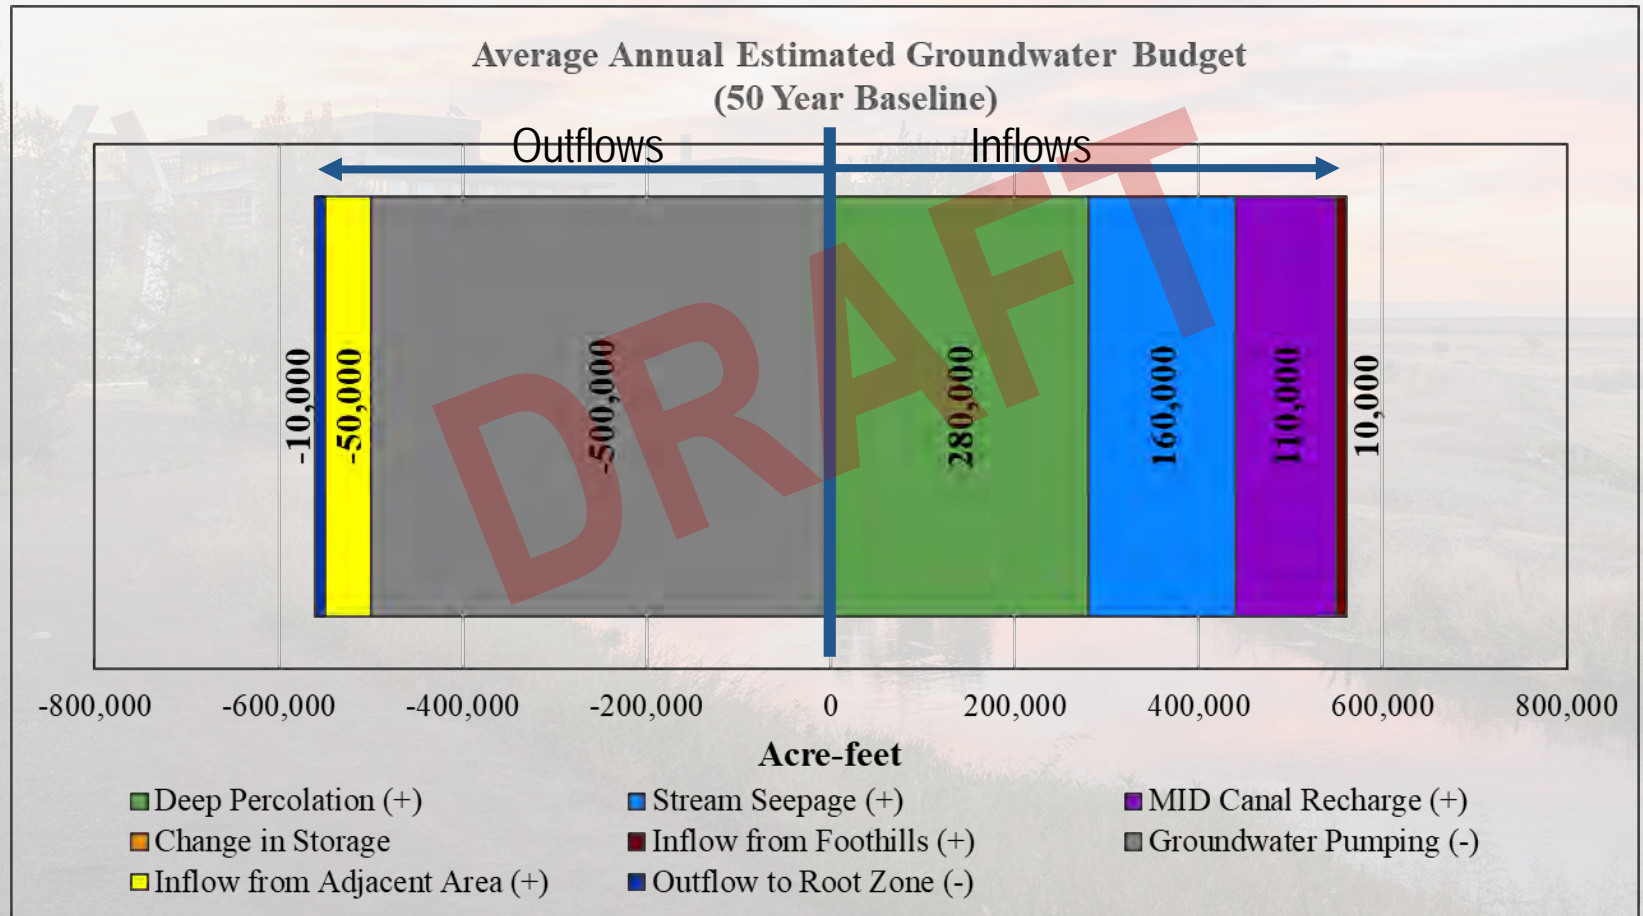 Average Annual Estimated Groundwater Budget
(50 Year Baseline)
Outflows Inflows
DRAFT
-10,000 -50,000 -500,000 280,000 160,000 110,000 10,000
-800,000 -600,000 -400,000 -200,000 0 200,000 400,000 600,000 800,000
Acre-feet
Deep Percolation (+) Stream Seepage (+) MID Canal Recharge (+)
Change in Storage Inflow from Foothills (+) Groundwater Pumping (-)
Inflow from Adjacent Area (+) Outflow to Root Zone (-)